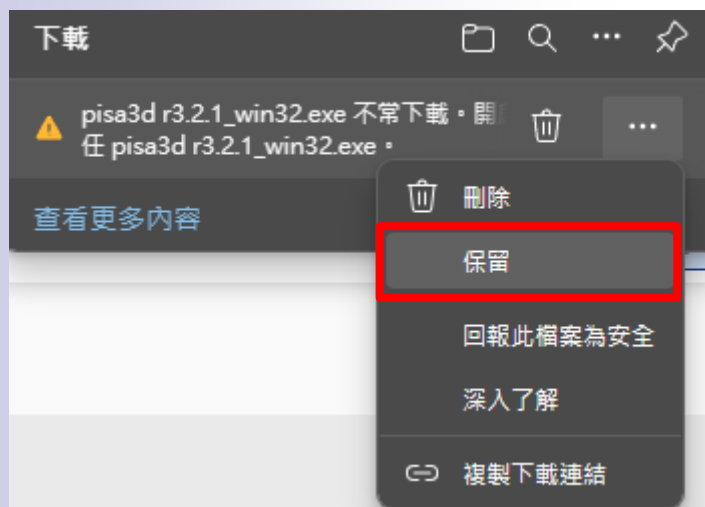 下載
pisa3d r3.2.1_win32.exe 不常下載。開
任 pisa3d r3.2.1_win32.exe。
查看更多內容
刪除
保留
回報此檔案為安全
深入了解
複製下載連結